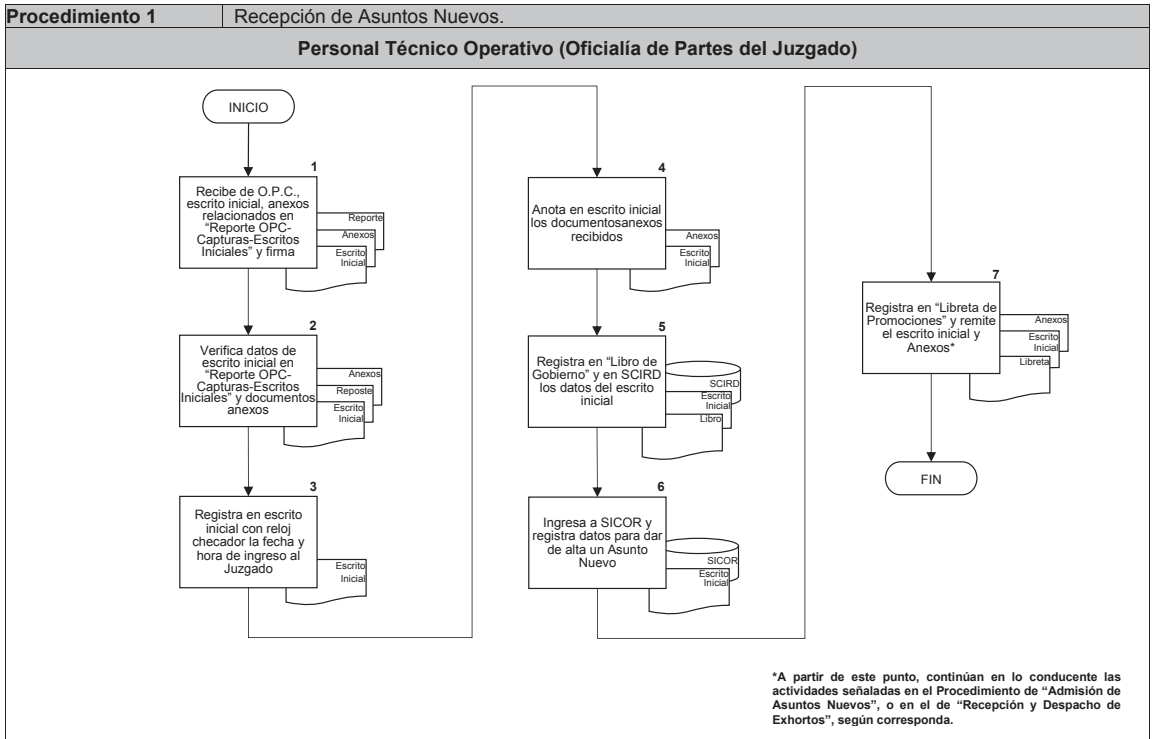 Procedimiento 1 Recepción de Asuntos Nuevos.
Personal Técnico Operativo (Oficialía de Partes del Juzgado)
INICIO
1
Recibe de O.P.C.,
escrito inicial, anexos
relacionados en
“Reporte OPC-
Capturas-Escritos
Iniciales” y firma
Reporte
Anexos
Escrito
Inicial
2
Verifica datos de
escrito inicial en
“Reporte OPC-
Capturas-Escritos
Iniciales” y documentos
anexos
Anexos
Reposte
Escrito
Inicial
3
Registra en escrito
inicial con reloj
checador la fecha y
hora de ingreso al
Juzgado
Escrito
Inicial
4
Anota en escrito inicial
los documentosanexos
recibidos
Anexos
Escrito
Inicial
5
Registra en “Libro de
Gobierno” y en SCIRD
los datos del escrito
inicial
SCIRD
Escrito
Inicial
Libro
6
Ingresa a SICOR y
registra datos para dar
de alta un Asunto
Nuevo
SICOR
Escrito
Inicial
7
Registra en “Libreta de
Promociones” y remite
el escrito inicial y
Anexos*
Anexos
Escrito
Inicial
Libreta
FIN
*A partir de este punto, continúan en lo conducente las
actividades señaladas en el Procedimiento de “Admisión de
Asuntos Nuevos”, o en el de “Recepción y Despacho de
Exhortos”, según corresponda.